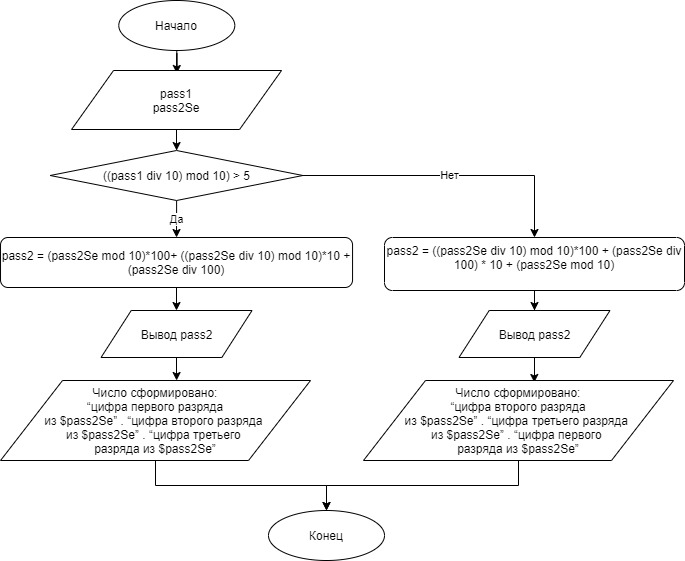 Начало
pass1
pass2Se
((pass1 div 10) mod 10) > 5
Нет
Да
pass2 = (pass2Se mod 10)*100+ ((pass2Se div 10) mod 10)*10 +
(pass2Se div 100)
pass2 = ((pass2Se div 10) mod 10)*100 + (pass2Se div
100) * 10 + (pass2Se mod 10)
Вывод pass2
Вывод pass2
Число сформировано:
“цифра первого разряда
из $pass2Se” . “цифра второго разряда
из $pass2Se” . “цифра третьего
разряда из $pass2Se”
Число сформировано:
“цифра второго разряда
из $pass2Se” . “цифра третьего разряда
из $pass2Se” . “цифра первого
разряда из $pass2Se”
Конец